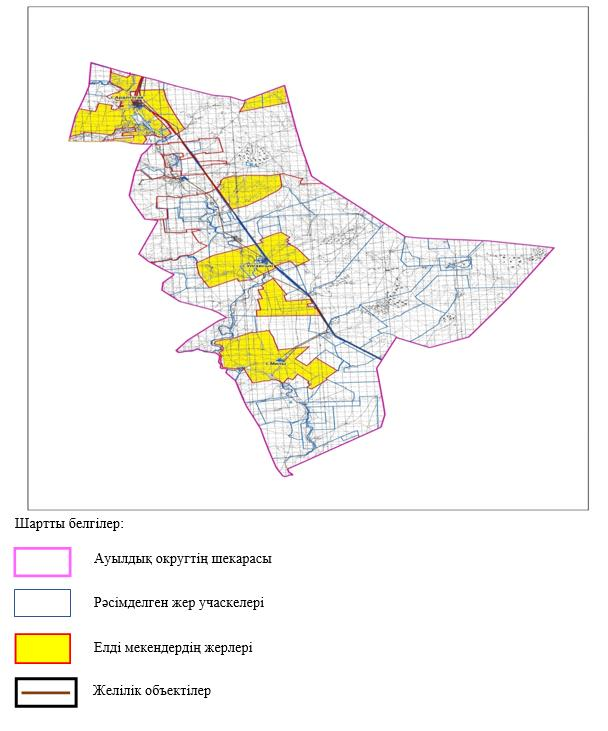 Шартты белгілер:
Ауылдық округтің шекарасы
Рәсімделген жер учаскелері
Елді мекендердің жерлері
Желілік объектілер